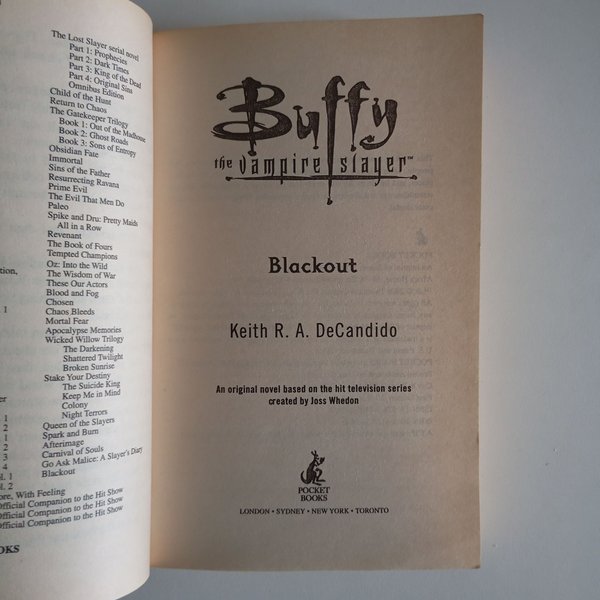 The Lost Slayer serial novel
Part 1: Prophecies
Part 2: Dark Times
Part 3: King of the Dead
Part 4: Original Sins
Omnibus Edition
Child of the Hunt
Return to Chaos
The Gatekeeper Trilogy
Book 1: Out of the Madhouse
Book 2: Ghost Roads
Book 3: Sons of Entropy
Obsidian Fate
Immortal
Sins of the Father
Resurrecting Ravana
Prime Evil
The Evil That Men Do
Paleo
Spike and Dru: Pretty Maids
All in a Row
Revenant
The Book of Fours
Tempted Champions
Oz: Into the Wild
The Wisdom of War
These Our Actors
Blood and Fog
Chosen
Chaos Bleeds
Mortal Fear
Apocalypse Memories
Wicked Willow Trilogy
The Darkening
Shattered Twilight
Broken Sunrise
Stake Your Destiny
The Suicide King
Keep Me in Mind
Colony
Night Terrors
Queen of the Slayers
Spark and Burn
Afterimage
Carnival of Souls
Go Ask Malice: A Slayer's Diary
Blackout
With Feeling
Official Companion to the Hit Show
Official Companion to the Hit Show
Official Companion to the Hit Show
Buffy
the vampire slayer™
Blackout
Keith R. A. DeCandido
An original novel based on the hit television series
created by Joss Whedon
POCKET
BOOKS
LONDON • SYDNEY • NEW YORK • TORONTO